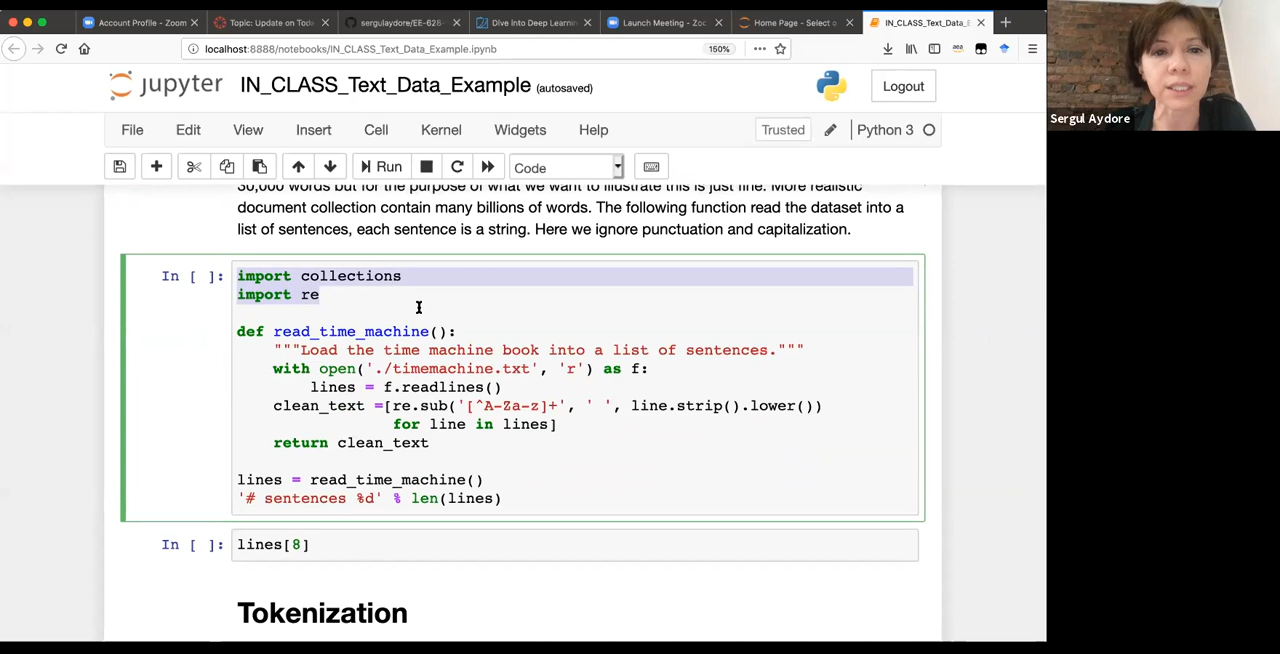 Account Profile - Zoom
Topic: Update on Tod
sergulaydore/EE-628
Dive into Deep Learnin
Launch Meeting - Zoo
Home Page - Select o
IN_CLASS_Text_Data_E
localhost:8888/notebooks/IN_CLASS_Text_Data_Example.ipynb
150%
Sergul Aydore
jupyter IN_CLASS_Text_Data_Example (autosaved)
Logout
File Edit View Insert Cell Kernel Widgets Help
Trusted
Python 3
Run
Code
30,000 words but for the purpose of what we want to illustrate this is just fine. More realistic
document collection contain many billions of words. The following function read the dataset into a
list of sentences, each sentence is a string. Here we ignore punctuation and capitalization.
In [ ]: import collections
import re
def read_time_machine():
"""Load the time machine book into a list of sentences."""
with open('./timemachine.txt', 'r') as f:
lines = f.readlines()
clean_text =[re.sub('[^A-Za-z]+', ' ', line.strip().lower())
for line in lines]
return clean_text
lines = read_time_machine()
'# sentences %d' % len(lines)
In [ ]: lines[8]
Tokenization